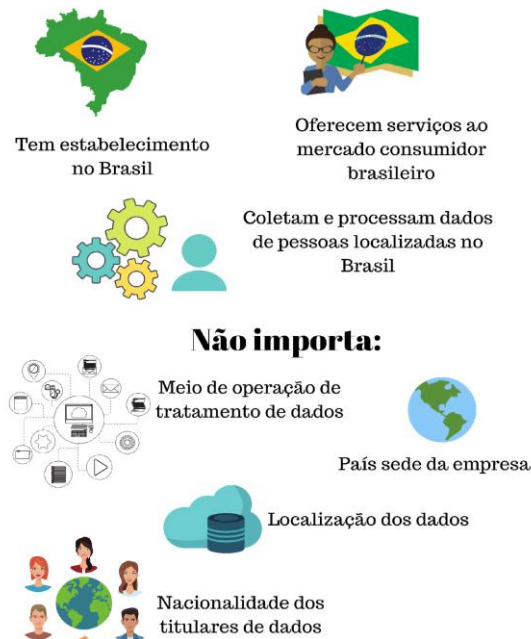 Tem estabelecimento
no Brasil
Oferecem serviços ao
mercado consumidor
brasileiro
Coletam e processam dados
de pessoas localizadas no
Brasil
Não importa:
Meio de operação de
tratamento de dados
País sede da empresa
Localização dos dados
Nacionalidade dos
titulares de dados